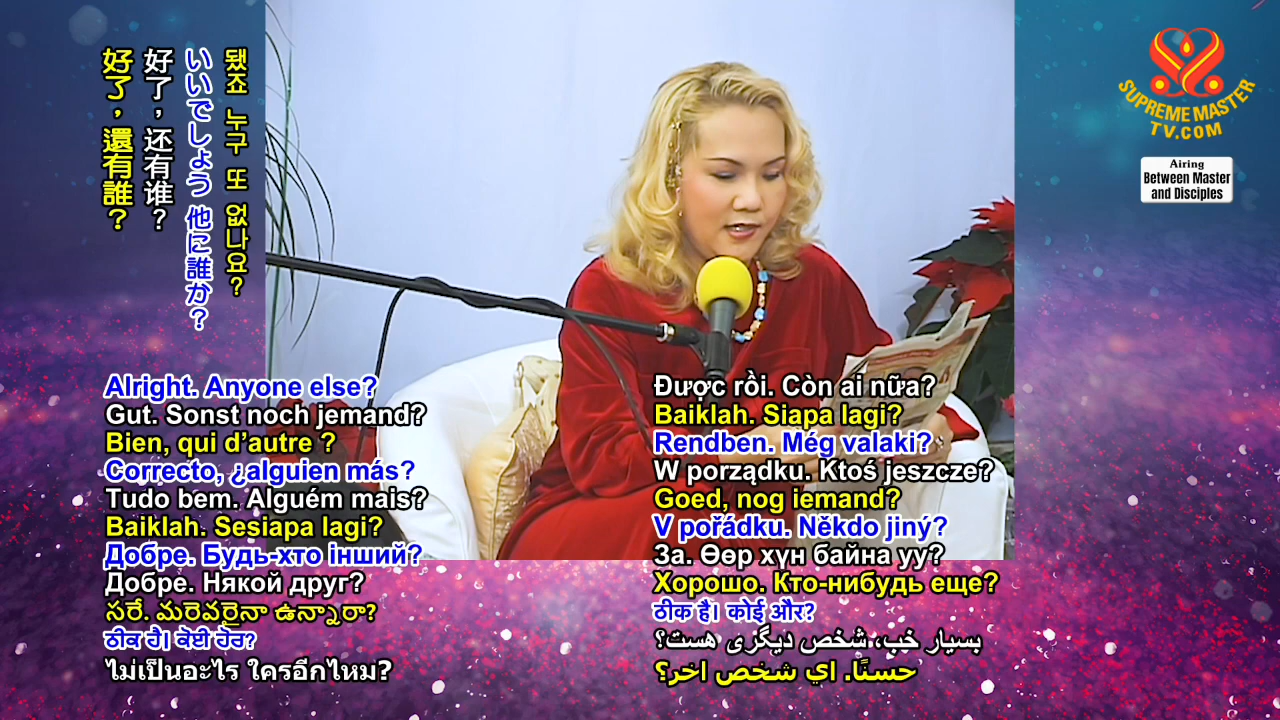 好了，還有誰？
好了，还有谁？
いいでしょう 他に誰か？
됐죠 누구 또 없나요?
SUPREME MASTER
TV.COM
Airing
Between Master
and Disciples
Alright. Anyone else?
Gut. Sonst noch jemand?
Bien, qui d’autre ?
Correcto, ¿alguien más?
Tudo bem. Alguém mais?
Baiklah. Sesiapa lagi?
Добре. Будь-хто інший?
Добре. Някой друг?
సరే. మరెవరైనా ఉన్నారా?
ਠੀਕ ਹੈ। ਕੋਈ ਹੋਰ?
ไม่เป็นอะไร ใครอีกไหม?
Được rồi. Còn ai nữa?
Baiklah. Siapa lagi?
Rendben. Még valaki?
W porządku. Ktoś jeszcze?
Goed, nog iemand?
V pořádku. Někdo jiný?
За. Өөр хүн байна уу?
Хорошо. Кто-нибудь еще?
ठीक है। कोई और?
بسیار خب، شخص دیگری هست؟
حسنًا. اي شخص اخر؟